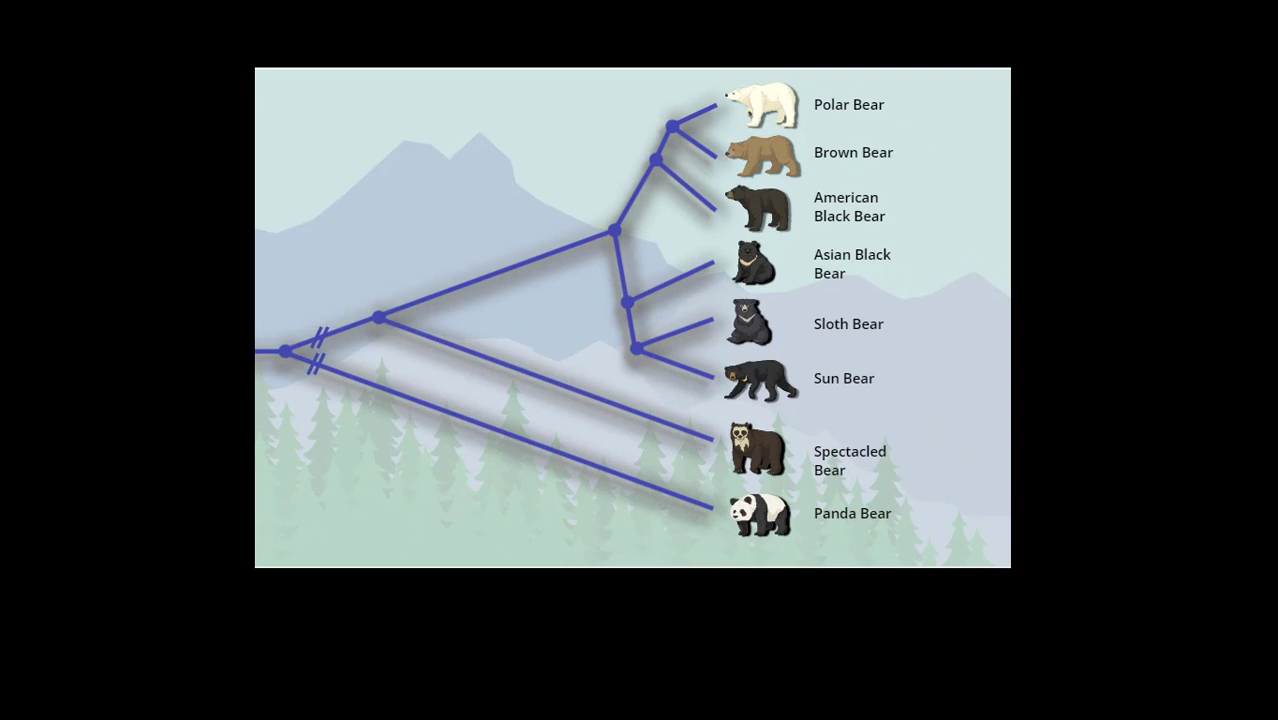 Polar Bear
Brown Bear
American
Black Bear
Asian Black
Bear
Sloth Bear
Sun Bear
Spectacled
Bear
Panda Bear